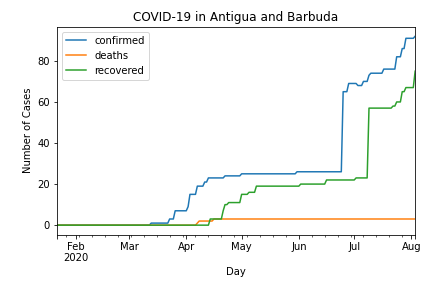 COVID-19 in Antigua and Barbuda
confirmed
deaths
recovered
Number of Cases
80
60
40
20
0
Feb
2020
Mar
Apr
May
Jun
Jul
Aug
Day